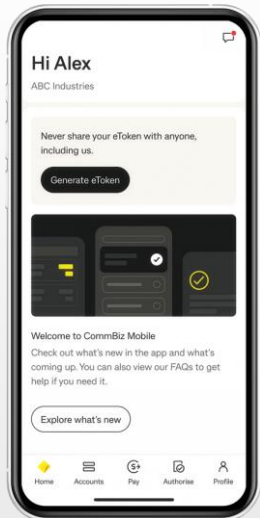 Hi Alex
ABC Industries
Never share your eToken with anyone,
including us.
Generate eToken
Welcome to CommBiz Mobile
Check out what's new in the app and what's
coming up. You can also view our FAQs to get
help if you need it.
Explore what's new
Home Accounts Pay Authorise Profile